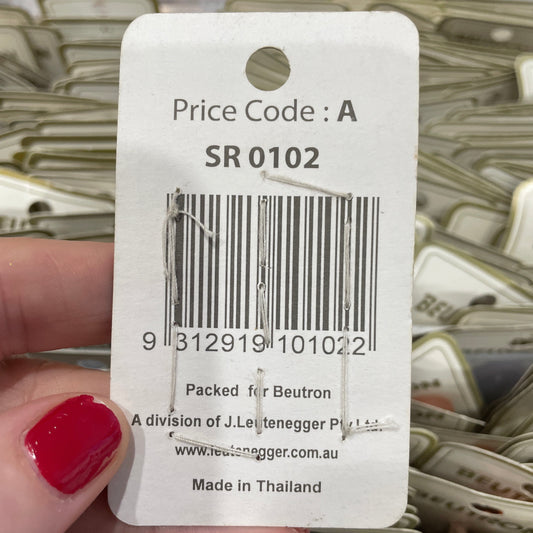 Price Code : A
SR 0102
9 312919 101022
Packed for Beutron
A division of J.Leutenegger Pty Ltd.
www.leutenegger.com.au
Made in Thailand